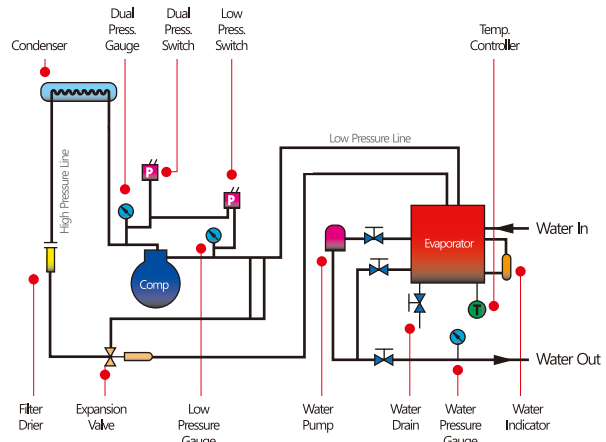 Condenser
Dual
Press.
Gauge
Dual
Press.
Switch
Low
Press.
Switch
Temp.
Controller
High Pressure Line
Low Pressure Line
P
P
Comp
Evaporator
T
Water In
Water Out
Filter
Drier
Expansion
Valve
Low
Pressure
Gauge
Water
Pump
Water
Drain
Water
Pressure
Gauge
Water
Indicator